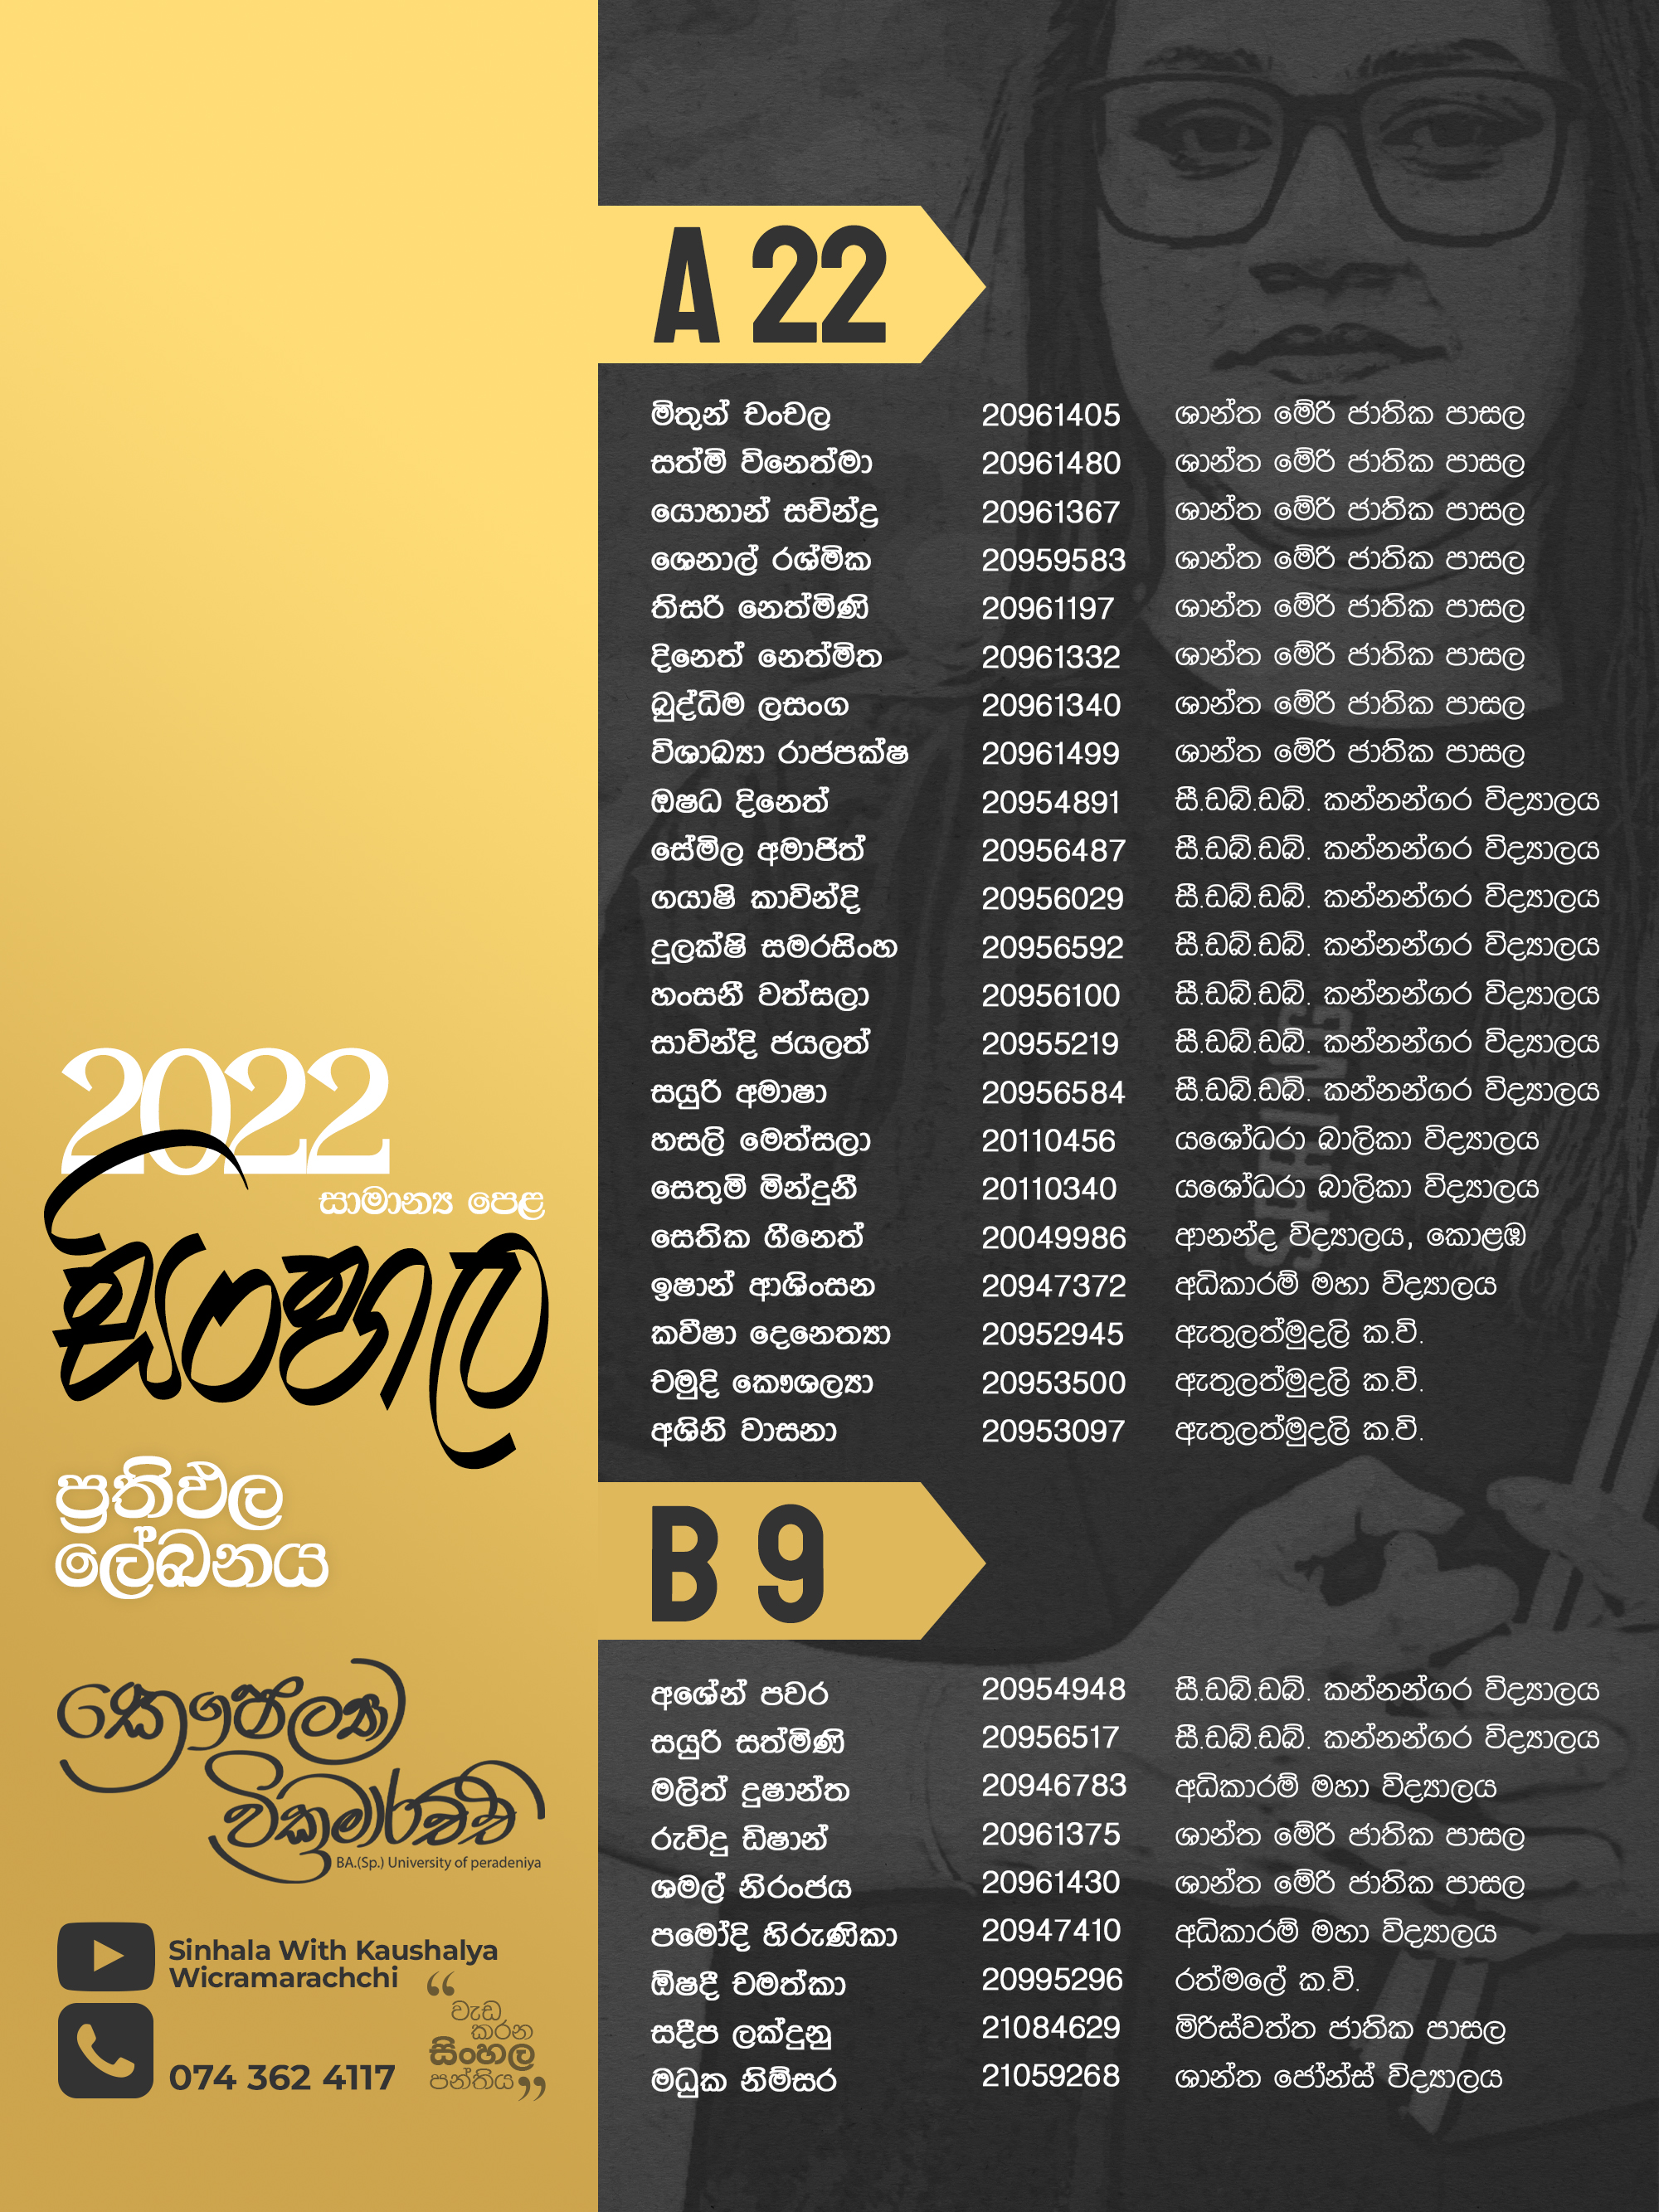 2022
සාමාන්‍ය පෙළ
සිංහල
ප්‍රතිඵල
ලේඛනය
කෞශල්‍යා
වික්‍රමාරච්චි
BA.(Sp.) University of peradeniya
Sinhala With Kaushalya
Wicramarachchi
074 362 4117
“ වැඩ
කරන
සිංහල
පන්තිය ”
A 22
මිතුන් චංචල 20961405 ශාන්ත මේරි ජාතික පාසල
සත්මි විනෙත්මා 20961480 ශාන්ත මේරි ජාතික පාසල
යොහාන් සචින්ද්‍ර 20961367 ශාන්ත මේරි ජාතික පාසල
ශෙනාල් රශ්මික 20959583 ශාන්ත මේරි ජාතික පාසල
තිසරි නෙත්මිණි 20961197 ශාන්ත මේරි ජාතික පාසල
දිනෙත් නෙත්මිත 20961332 ශාන්ත මේරි ජාතික පාසල
බුද්ධිම ලසංග 20961340 ශාන්ත මේරි ජාතික පාසල
විශාඛ්‍යා රාජපක්ෂ 20961499 ශාන්ත මේරි ජාතික පාසල
ඔෂධ දිනෙත් 20954891 සී.ඩබ්.ඩබ්. කන්නන්ගර විද්‍යාලය
සේමිල අමාජිත් 20956487 සී.ඩබ්.ඩබ්. කන්නන්ගර විද්‍යාලය
ගයාෂි කාවින්දි 20956029 සී.ඩබ්.ඩබ්. කන්නන්ගර විද්‍යාලය
දුලක්ෂි සමරසිංහ 20956592 සී.ඩබ්.ඩබ්. කන්නන්ගර විද්‍යාලය
හංසනී වත්සලා 20956100 සී.ඩබ්.ඩබ්. කන්නන්ගර විද්‍යාලය
සාවින්දි ජයලත් 20955219 සී.ඩබ්.ඩබ්. කන්නන්ගර විද්‍යාලය
සයුරි අමාෂා 20956584 සී.ඩබ්.ඩබ්. කන්නන්ගර විද්‍යාලය
හසලි මෙත්සලා 20110456 යශෝධරා බාලිකා විද්‍යාලය
සෙතුමි මින්දුනී 20110340 යශෝධරා බාලිකා විද්‍යාලය
සෙතික ගීනෙත් 20049986 ආනන්ද විද්‍යාලය, කොළඹ
ඉෂාන් ආශිංසන 20947372 අධිකාරම් මහා විද්‍යාලය
කවීෂා දෙනෙත්‍යා 20952945 ඇතුලත්මුදලි ක.වි.
චමුදි කෞශල්‍යා 20953500 ඇතුලත්මුදලි ක.වි.
අශිනි වාසනා 20953097 ඇතුලත්මුදලි ක.වි.
SPRING
B 9
අශේන් පවර 20954948 සී.ඩබ්.ඩබ්. කන්නන්ගර විද්‍යාලය
සයුරි සත්මිණි 20956517 සී.ඩබ්.ඩබ්. කන්නන්ගර විද්‍යාලය
මලිත් දුෂාන්ත 20946783 අධිකාරම් මහා විද්‍යාලය
රුවිදු ඩිෂාන් 20961375 ශාන්ත මේරි ජාතික පාසල
ශමල් නිරංජය 20961430 ශාන්ත මේරි ජාතික පාසල
පමෝදි හිරුණිකා 20947410 අධිකාරම් මහා විද්‍යාලය
ඕෂදී චමත්කා 20995296 රත්මලේ ක.වි.
සදීප ලක්දුනු 21084629 මිරිස්වත්ත ජාතික පාසල
මධුක නිම්සර 21059268 ශාන්ත ජෝන්ස් විද්‍යාලය